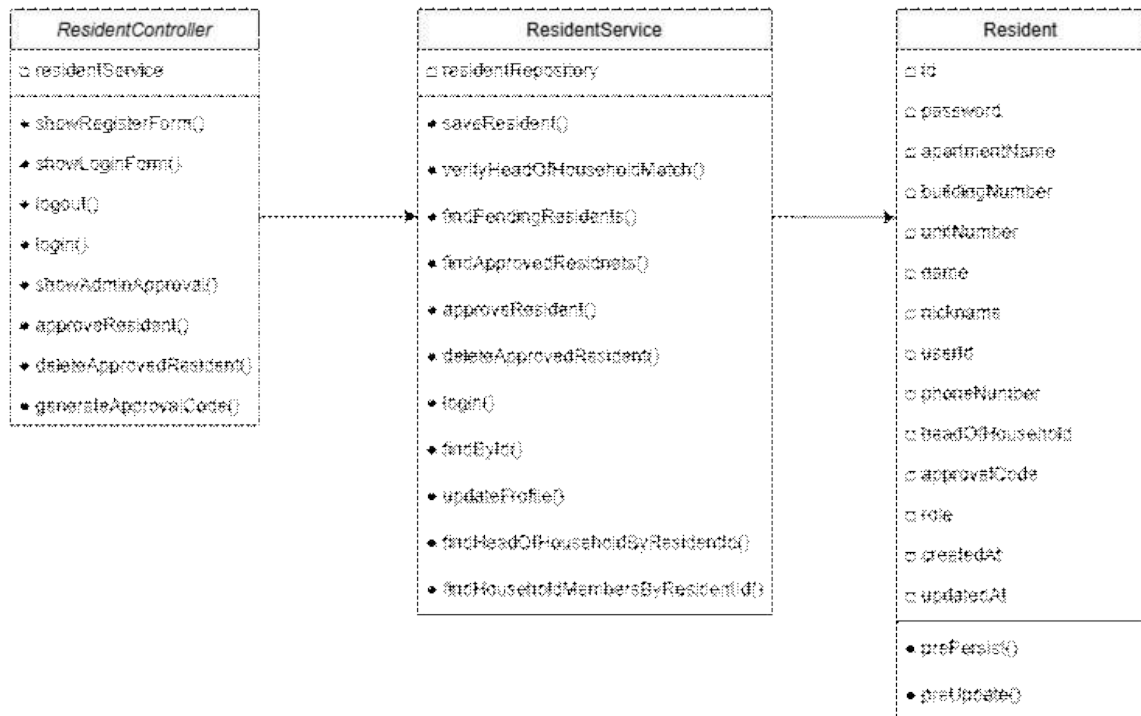 ResidentController
residentService
showRegisterForm()
showLoginForm()
logout()
login()
showAdminApproval()
approveResident()
deleteApprovedResident()
generateApprovalCode()
ResidentService
residentRepository
saveResident()
verifyHeadOfHouseholdMatch()
findPendingResidents()
findApprovedResidnets()
approveResident()
deleteApprovedResident()
login()
findById()
updateProfile()
findHeadOfHouseholdByResidentId()
findHouseholdMembersByResidentId()
Resident
id
password
apartmentName
buildingNumber
unitNumber
name
nickname
userId
phoneNumber
headOfHousehold
approvalCode
role
createdAt
updatedAt
prePersist()
preUpdate()